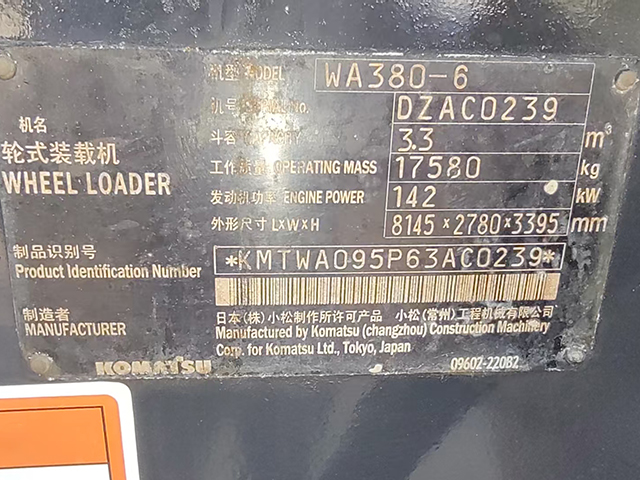 机型 MODEL WA380-6
机号 SERIAL No. DZAC0239
斗容 CAPACITY 3.3 m³
工作质量 OPERATING MASS 17580 kg
发动机功率 ENGINE POWER 142 kW
外形尺寸 L×W×H 8145×2780×3395 mm
机名
轮式装载机
WHEEL LOADER
制品识别号
Product Identification Number *KMTWA095P63AC0239*
制造者
MANUFACTURER
日本(株)小松制作所许可产品 小松(常州)工程机械有限公司
Manufactured by Komatsu (changzhou) Construction Machinery
Corp. for Komatsu Ltd., Tokyo, Japan
KOMATSU
09602-22082